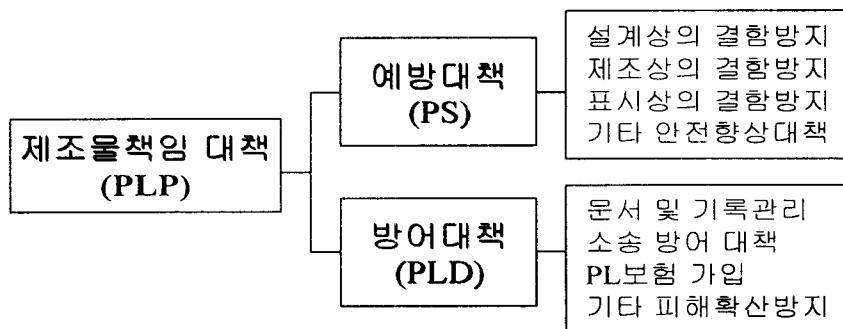 제조물책임 대책
(PLP)
예방대책
(PS)
설계상의 결함방지
제조상의 결함방지
표시상의 결함방지
기타 안전향상대책
방어대책
(PLD)
문서 및 기록관리
소송 방어 대책
PL보험 가입
기타 피해확산방지